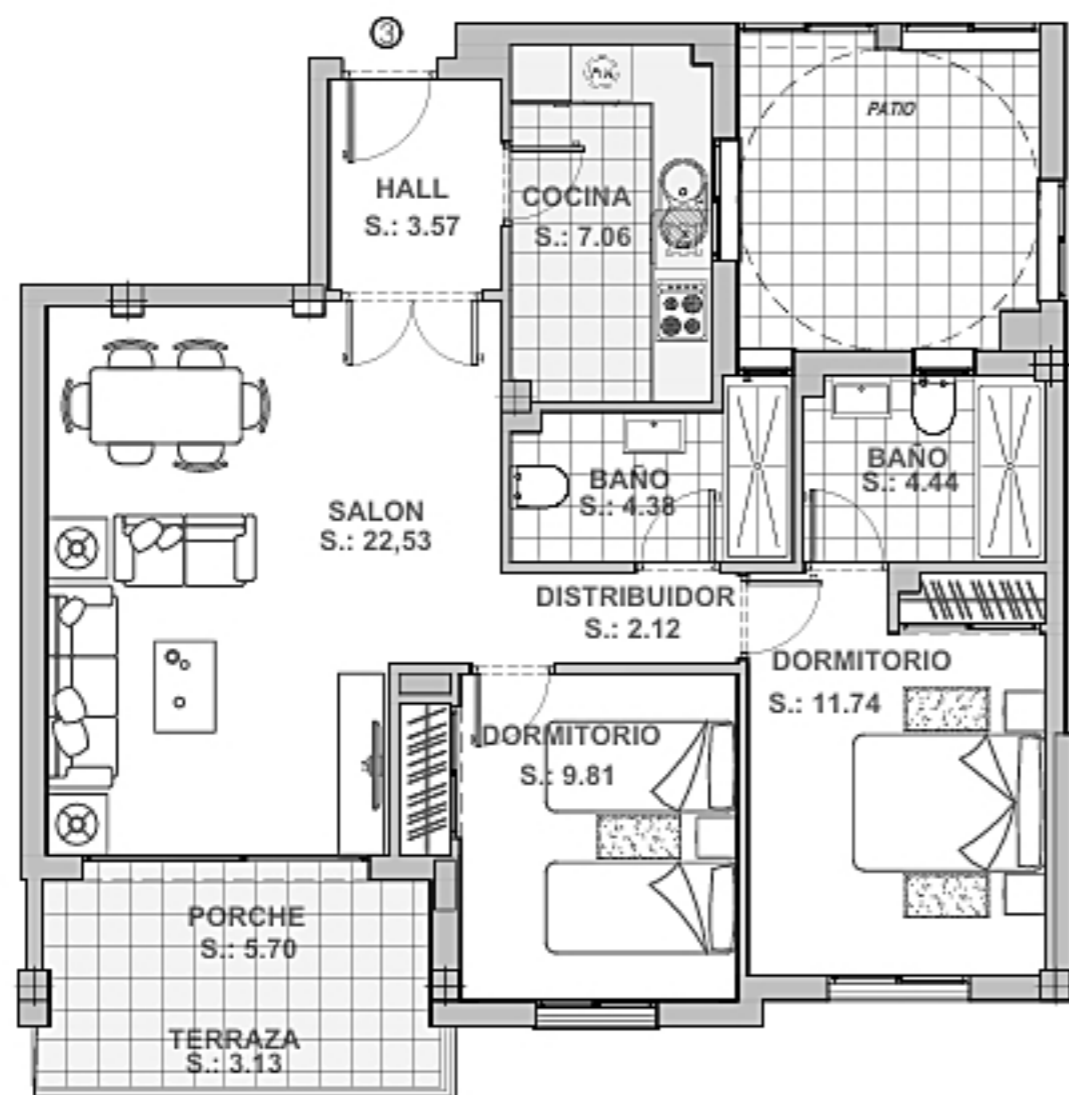 3
PATIO
HALL
S.: 3.57
COCINA
S.: 7.06
SALON
S.: 22,53
BAÑO
S.: 4.38
BAÑO
S.: 4.44
DISTRIBUIDOR
S.: 2.12
DORMITORIO
S.: 11.74
DORMITORIO
S.: 9.81
PORCHE
S.: 5.70
TERRAZA
S.: 3.13